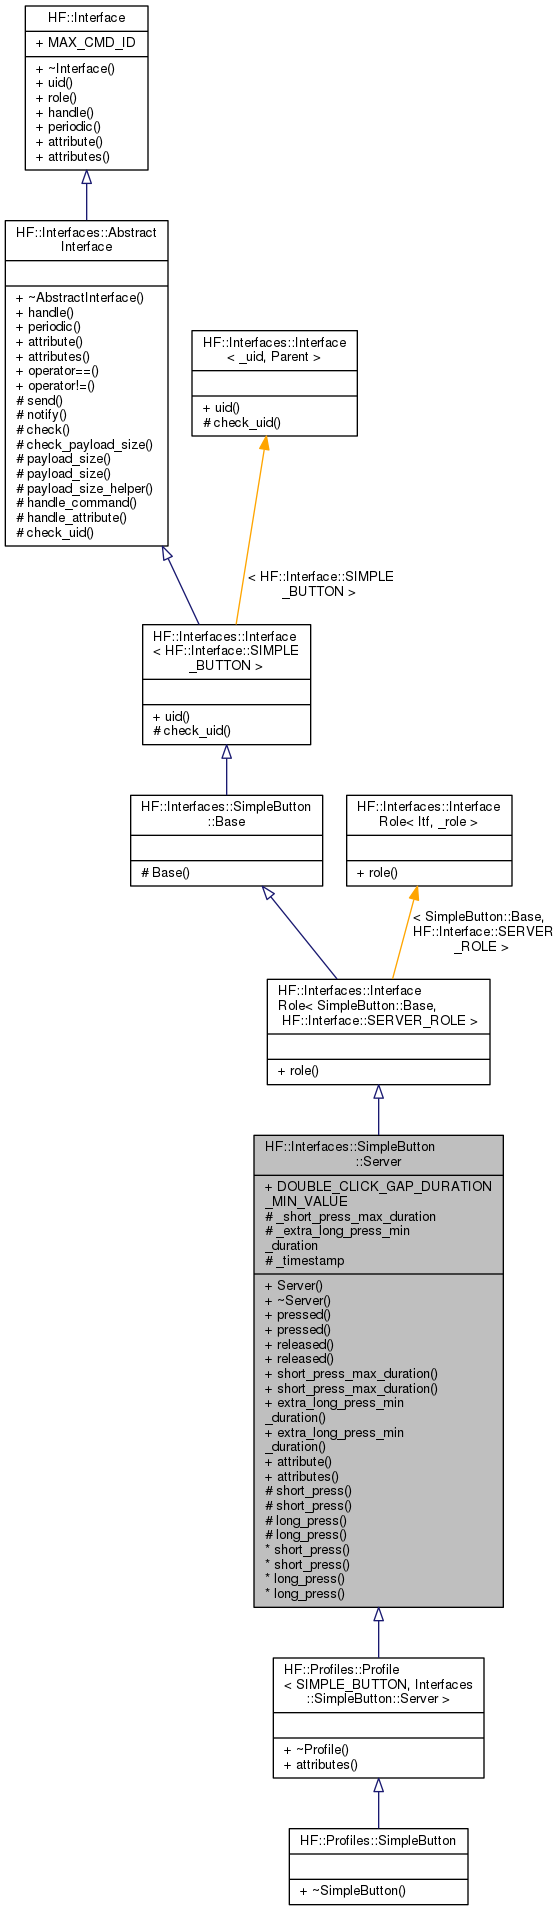 HF::Interface
+ MAX_CMD_ID
+ ~Interface()
+ uid()
+ role()
+ handle()
+ periodic()
+ attribute()
+ attributes()
HF::Interfaces::Abstract
Interface
+ ~AbstractInterface()
+ handle()
+ periodic()
+ attribute()
+ attributes()
+ operator==()
+ operator!=()
# send()
# notify()
# check()
# check_payload_size()
# payload_size()
# payload_size()
# payload_size_helper()
# handle_command()
# handle_attribute()
# check_uid()
HF::Interfaces::Interface
< _uid, Parent >
+ uid()
# check_uid()
< HF::Interface::SIMPLE
_BUTTON >
HF::Interfaces::Interface
< HF::Interface::SIMPLE
_BUTTON >
+ uid()
# check_uid()
HF::Interfaces::SimpleButton
::Base
# Base()
HF::Interfaces::Interface
Role< Itf, _role >
+ role()
< SimpleButton::Base,
HF::Interface::SERVER
_ROLE >
HF::Interfaces::Interface
Role< SimpleButton::Base,
HF::Interface::SERVER_ROLE >
+ role()
HF::Interfaces::SimpleButton
::Server
+ DOUBLE_CLICK_GAP_DURATION
_MIN_VALUE
# _short_press_max_duration
# _extra_long_press_min
_duration
# _timestamp
+ Server()
+ ~Server()
+ pressed()
+ pressed()
+ released()
+ released()
+ short_press_max_duration()
+ short_press_max_duration()
+ extra_long_press_min
_duration()
+ extra_long_press_min
_duration()
+ attribute()
+ attributes()
# short_press()
# short_press()
# long_press()
# long_press()
* short_press()
* short_press()
* long_press()
* long_press()
HF::Profiles::Profile
< SIMPLE_BUTTON, Interfaces
::SimpleButton::Server >
+ ~Profile()
+ attributes()
HF::Profiles::SimpleButton
+ ~SimpleButton()